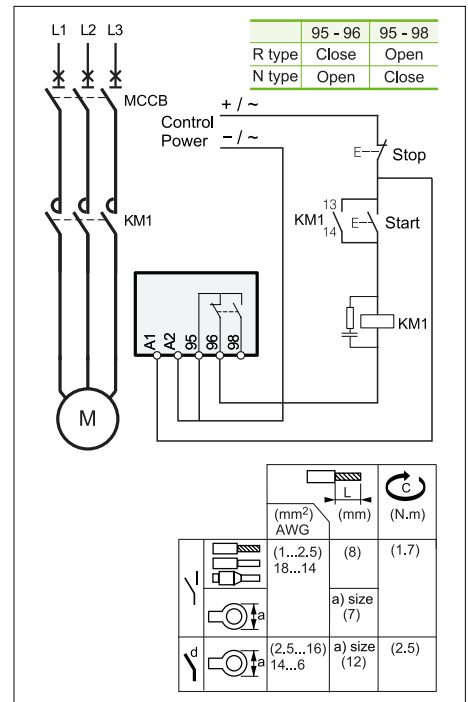 L1 L2 L3
95 - 96 95 - 98
R type Close Open
N type Open Close
MCCB
+ / ~
Control
Power
− / ~
E
Stop
13
KM1
14
E
Start
KM1
KM1
A1 A2 95 96 98
M
L
C
(mm²)
AWG
(mm)
(N.m)
I
(1...2.5)
18...14
(8)
(1.7)
a
a) size
(7)
d
a
(2.5...16)
14...6
a) size
(12)
(2.5)